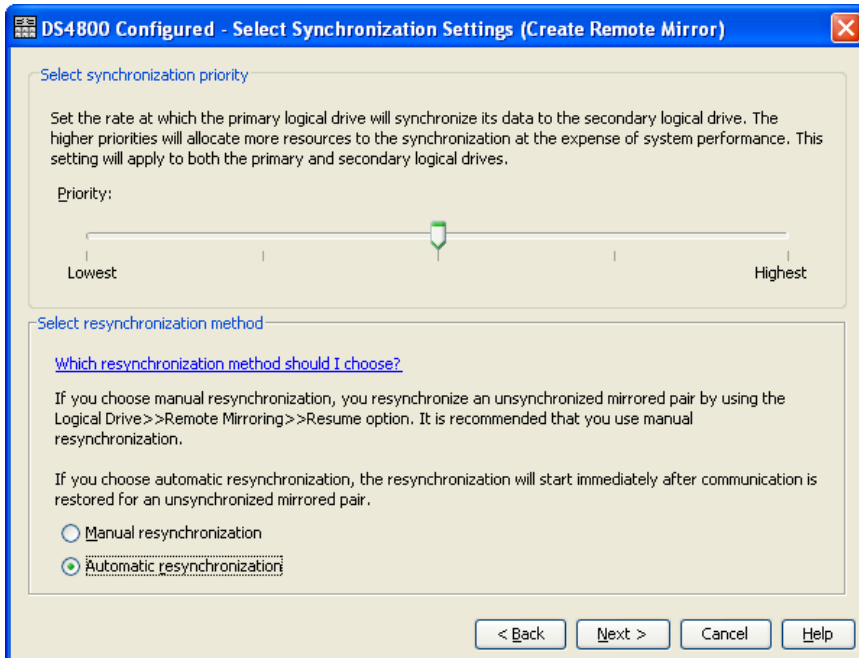 DS4800 Configured - Select Synchronization Settings (Create Remote Mirror)
Select synchronization priority
Set the rate at which the primary logical drive will synchronize its data to the secondary logical drive. The
higher priorities will allocate more resources to the synchronization at the expense of system performance. This
setting will apply to both the primary and secondary logical drives.
Priority:
Lowest
Highest
Select resynchronization method
Which resynchronization method should I choose?
If you choose manual resynchronization, you resynchronize an unsynchronized mirrored pair by using the
Logical Drive>>Remote Mirroring>>Resume option. It is recommended that you use manual
resynchronization.
If you choose automatic resynchronization, the resynchronization will start immediately after communication is
restored for an unsynchronized mirrored pair.
Manual resynchronization
Automatic resynchronization
< Back
Next >
Cancel
Help